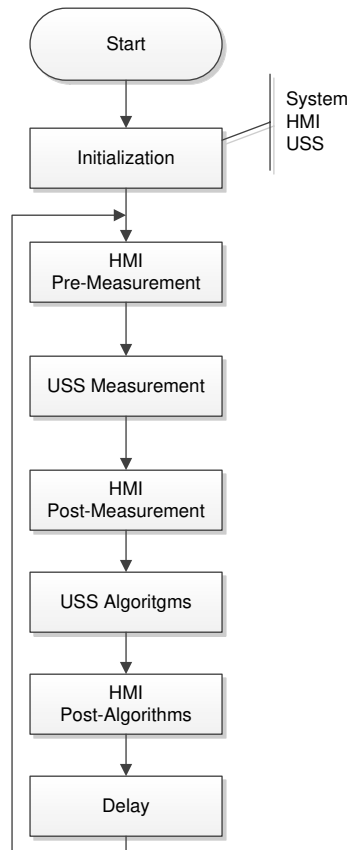 Start
Initialization
System
HMI
USS
HMI
Pre-Measurement
USS Measurement
HMI
Post-Measurement
USS Algoritgms
HMI
Post-Algorithms
Delay